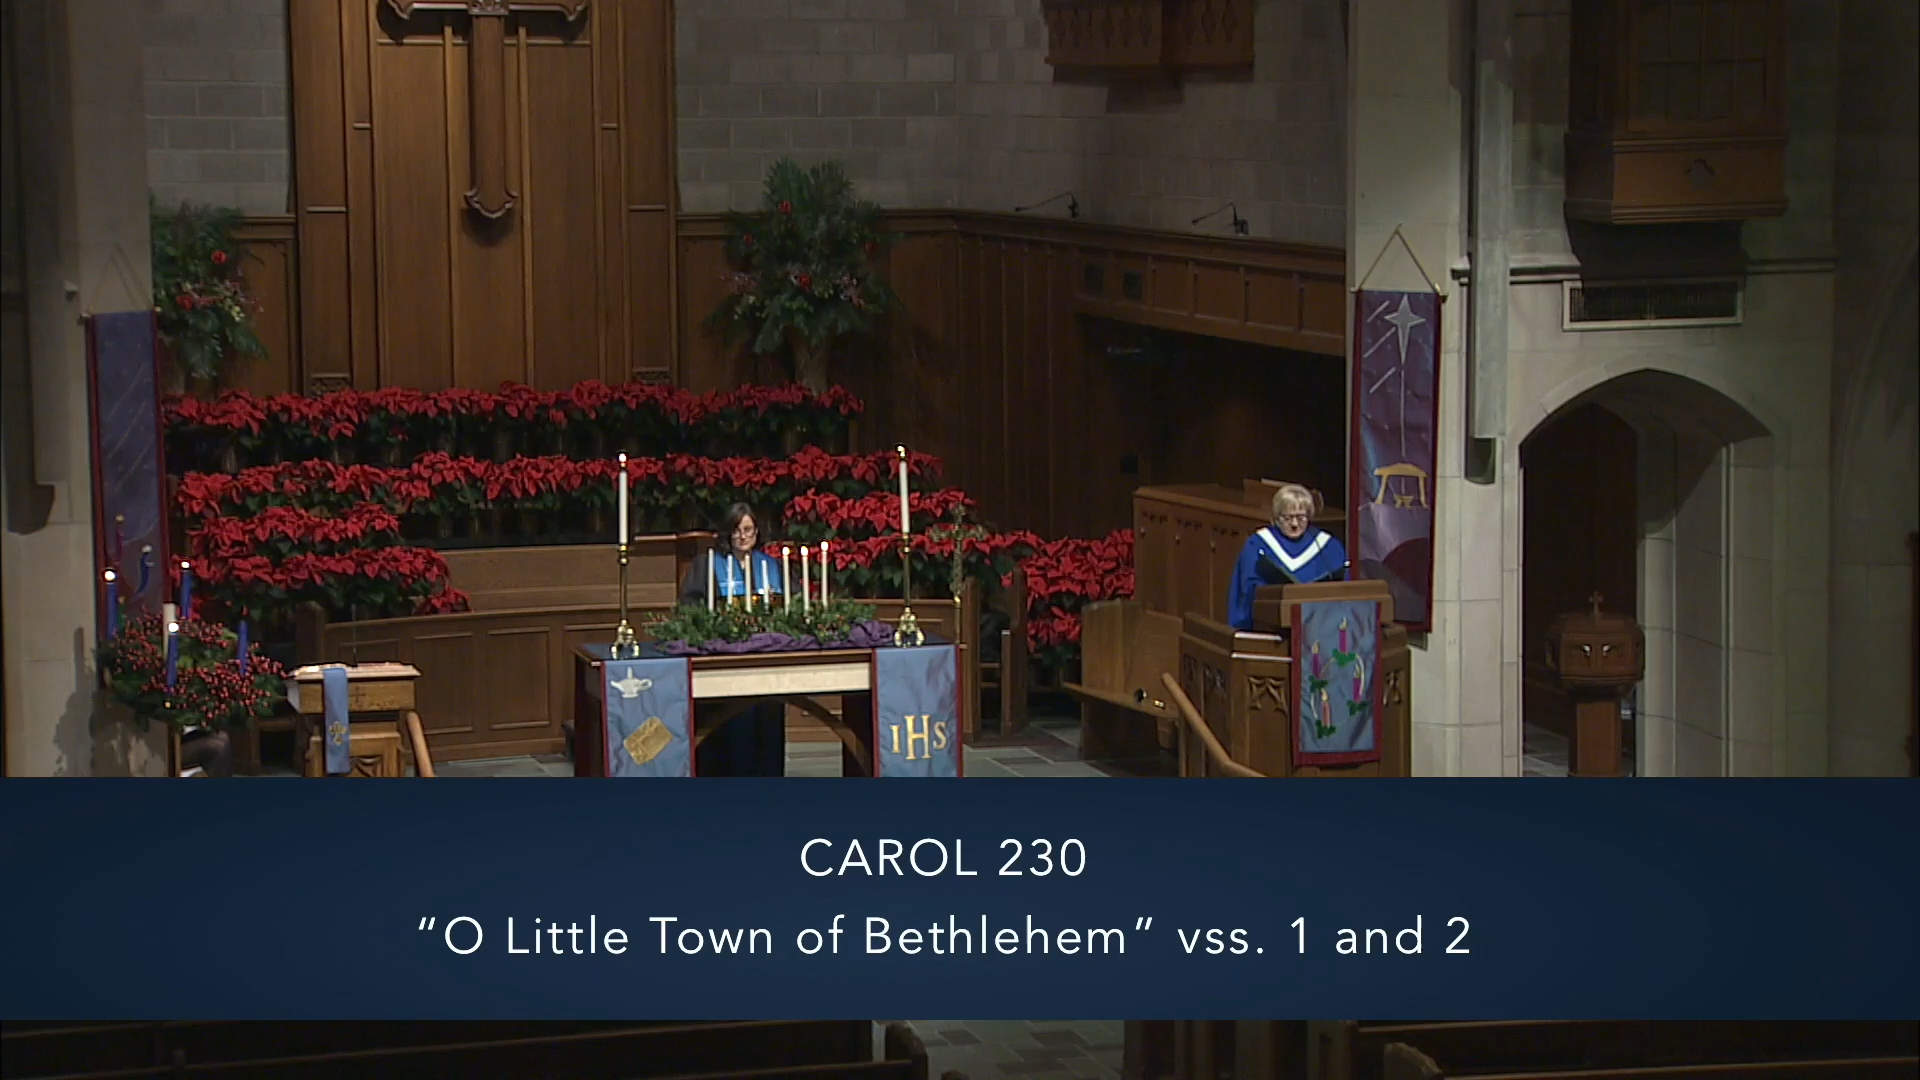 IHS
CAROL 230
“O Little Town of Bethlehem” vss. 1 and 2